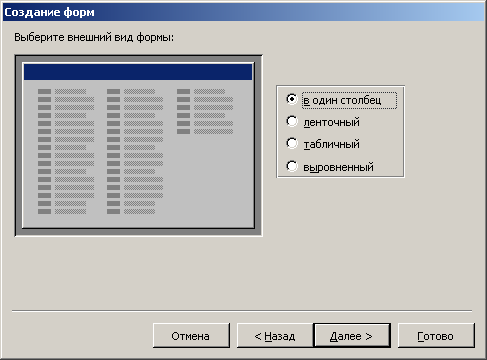 Создание форм
Выберите внешний вид формы:
в один столбец
ленточный
табличный
выровненный
Отмена
< Назад
Далее >
Готово